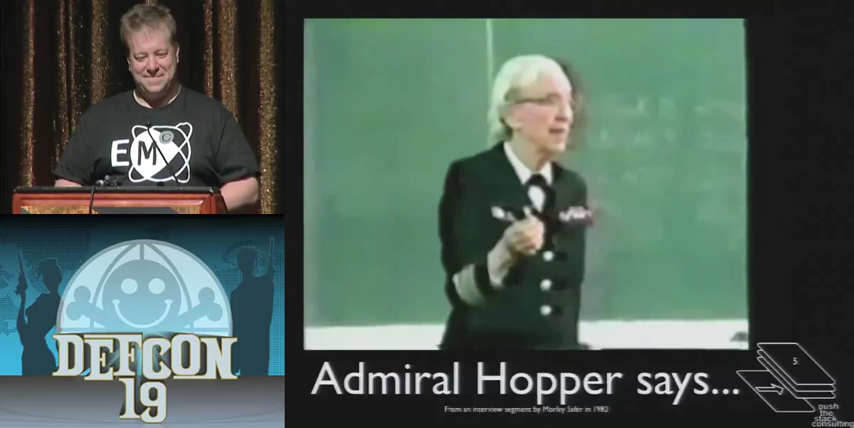 EMC
DEFCON
19
Admiral Hopper says...
From an interview segment by Morley Safer in 1982
5
push
the
stack
consulting